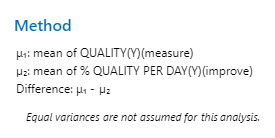 Method
μ₁: mean of QUALITY(Y)(measure)
μ₂: mean of % QUALITY PER DAY(Y)(improve)
Difference: μ₁ - μ₂
Equal variances are not assumed for this analysis.